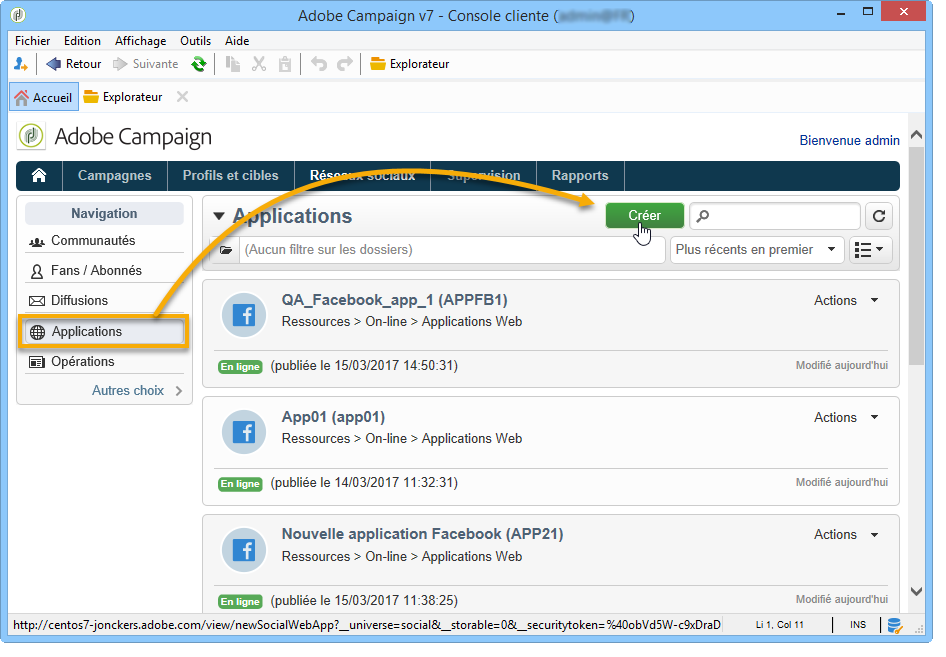 Adobe Campaign v7 - Console cliente (
)
Fichier Edition Affichage Outils Aide
Retour Suivante Explorateur
Accueil Explorateur
Adobe Campaign
Bienvenue admin
Campagnes Profils et cibles Réseaux sociaux Supervision Rapports
Navigation
Communautés
Fans / Abonnés
Diffusions
Applications
Opérations
Autres choix
Applications Créer
(Aucun filtre sur les dossiers) Plus récents en premier
QA_Facebook_app_1 (APPFB1) Actions
Ressources > On-line > Applications Web
En ligne (publiée le 15/03/2017 14:50:31) Modifié aujourd'hui
App01 (app01) Actions
Ressources > On-line > Applications Web
En ligne (publiée le 14/03/2017 11:32:31) Modifié aujourd'hui
Nouvelle application Facebook (APP21) Actions
Ressources > On-line > Applications Web
En ligne (publiée le 15/03/2017 11:38:25) Modifié aujourd'hui
http://centos7-jonckers.adobe.com/view/newSocialWebApp?__universe=social&__storable=0&__securitytoken=%40obVd5W-c9xDraD Li 1, Col 11 INS